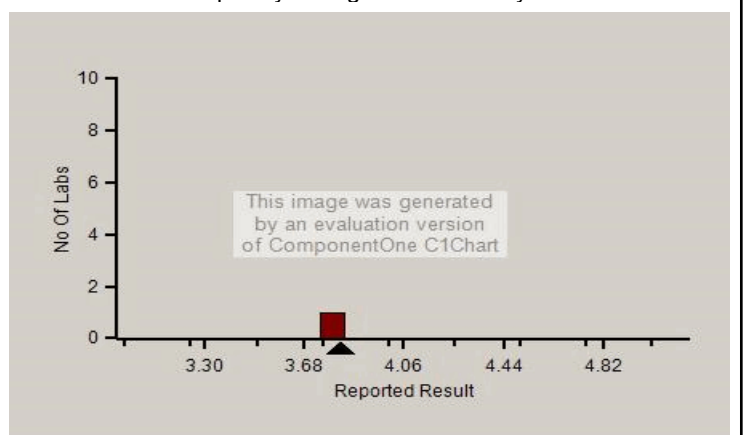 10
8
6
4
2
0
No Of Labs
This image was generated
by an evaluation version
of ComponentOne C1Chart
3.30 3.68 4.06 4.44 4.82
Reported Result